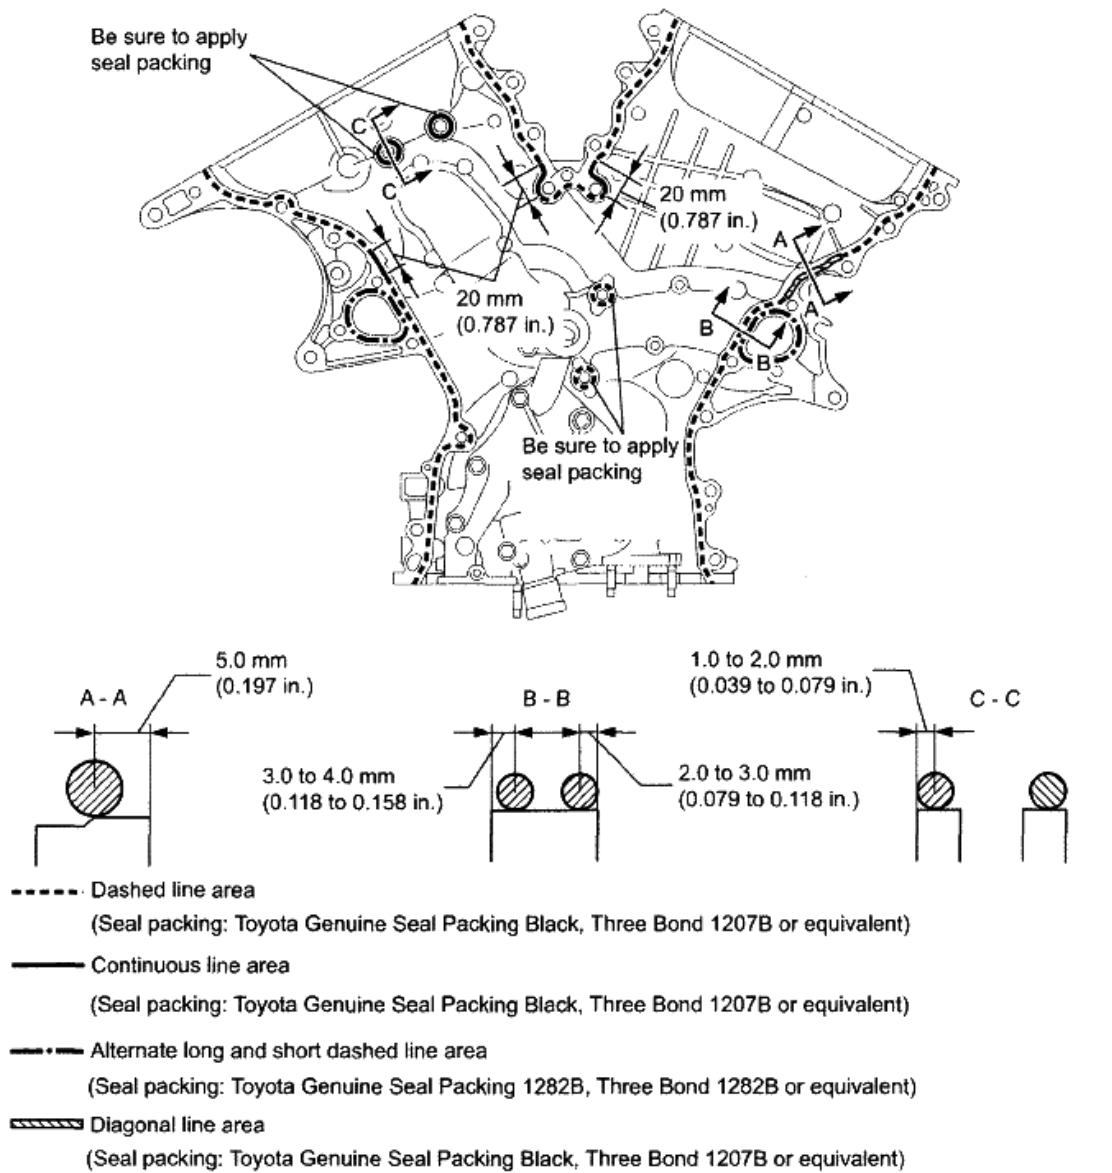 Be sure to apply
seal packing
C
C
20 mm
(0.787 in.)
A
A
20 mm
(0.787 in.)
B
B
Be sure to apply
seal packing
5.0 mm
(0.197 in.)
A - A
3.0 to 4.0 mm
(0.118 to 0.158 in.)
B - B
2.0 to 3.0 mm
(0.079 to 0.118 in.)
1.0 to 2.0 mm
(0.039 to 0.079 in.)
C - C
Dashed line area
(Seal packing: Toyota Genuine Seal Packing Black, Three Bond 1207B or equivalent)
Continuous line area
(Seal packing: Toyota Genuine Seal Packing Black, Three Bond 1207B or equivalent)
Alternate long and short dashed line area
(Seal packing: Toyota Genuine Seal Packing 1282B, Three Bond 1282B or equivalent)
Diagonal line area
(Seal packing: Toyota Genuine Seal Packing Black, Three Bond 1207B or equivalent)